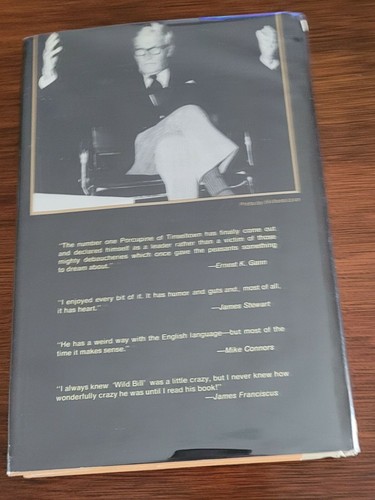 "The number one Porcupine of Tinseltown has finally come out
and declared himself as a leader rather than a victim of those
mighty debaucheries which once gave the peasants something
to dream about."
—Ernest K. Gann
"I enjoyed every bit of it. It has humor and guts and, most of all,
it has heart."
—James Stewart
"He has a weird way with the English language—but most of the
time it makes sense."
—Mike Connors
"I always knew 'Wild Bill' was a little crazy, but I never knew how
wonderfully crazy he was until I read his book!"
—James Franciscus